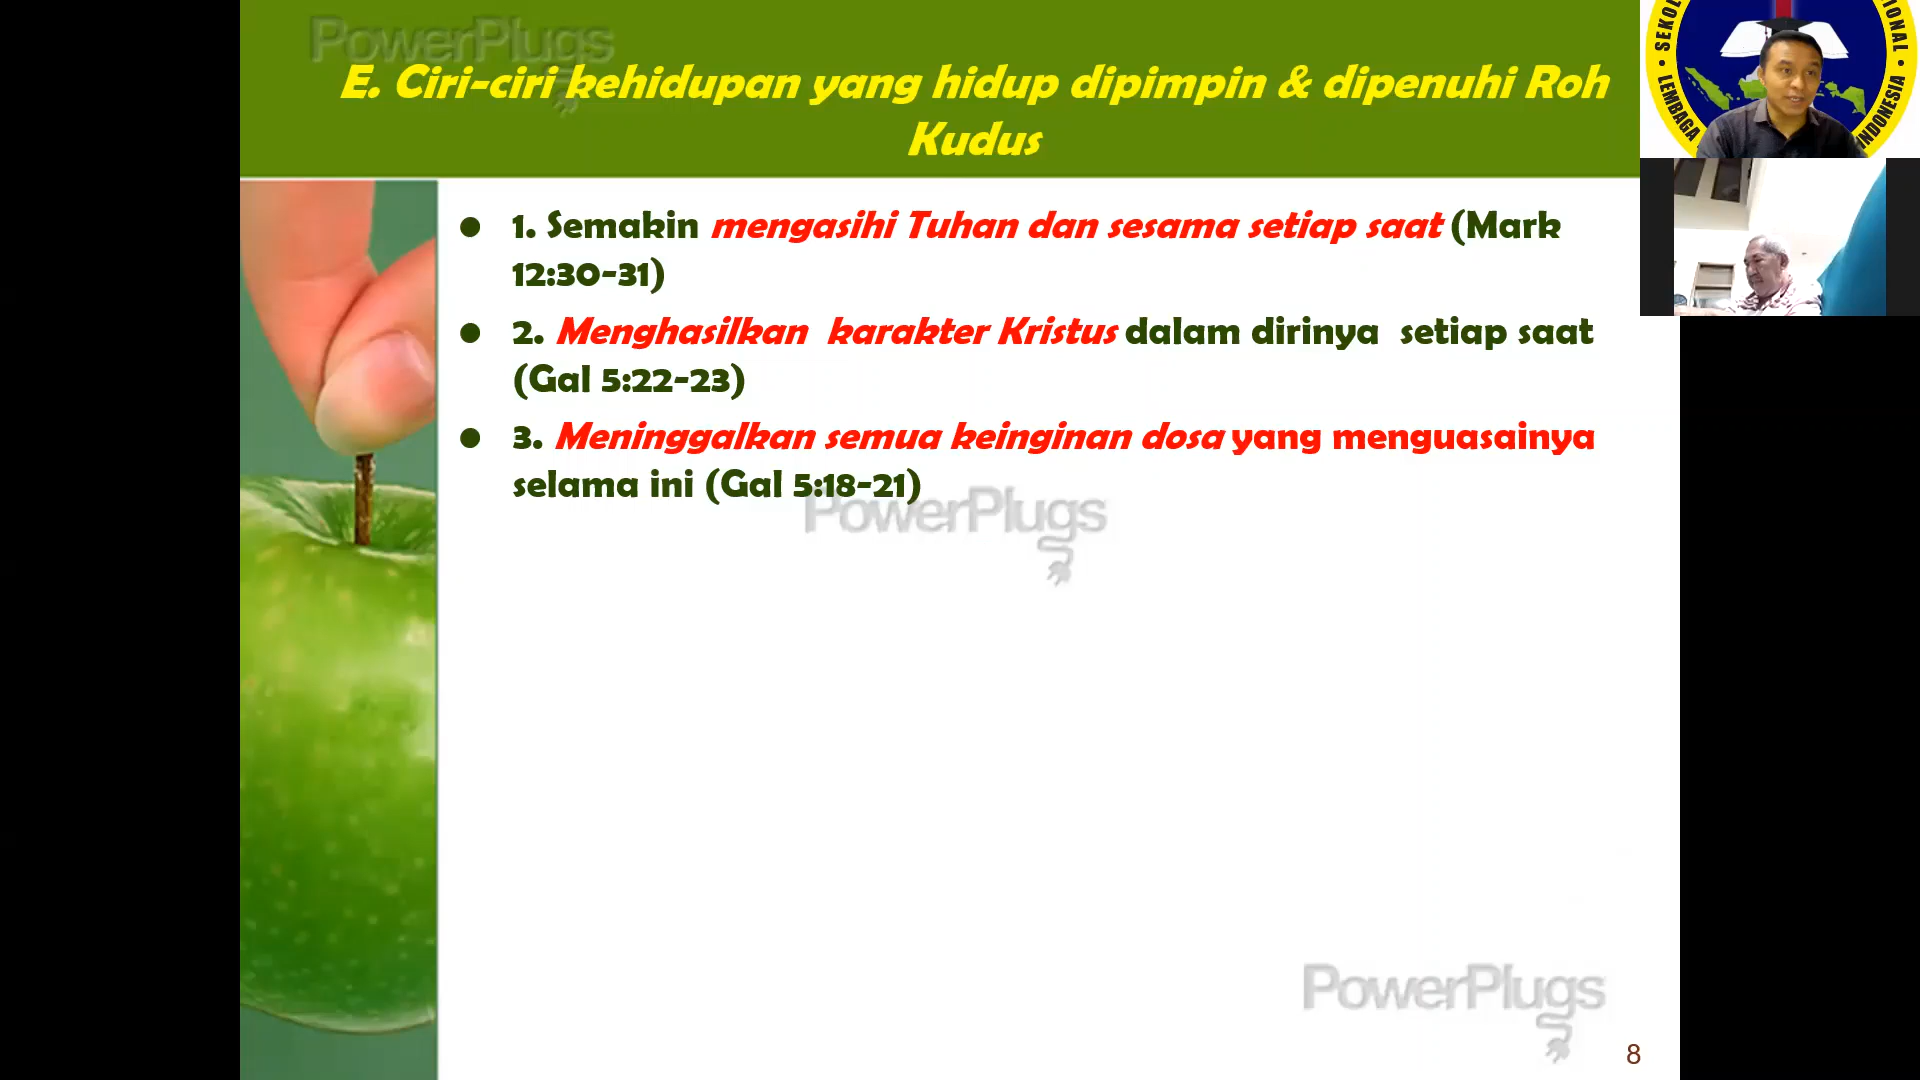 PowerPlugs
E. Ciri-ciri kehidupan yang hidup dipimpin & dipenuhi Roh
Kudus
• 1. Semakin mengasihi Tuhan dan sesama setiap saat (Mark
12:30-31)
• 2. Menghasilkan karakter Kristus dalam dirinya setiap saat
(Gal 5:22-23)
• 3. Meninggalkan semua keinginan dosa yang menguasainya
selama ini (Gal 5:18-21)
PowerPlugs
PowerPlugs
8
LEMBAGA
INDONESIA